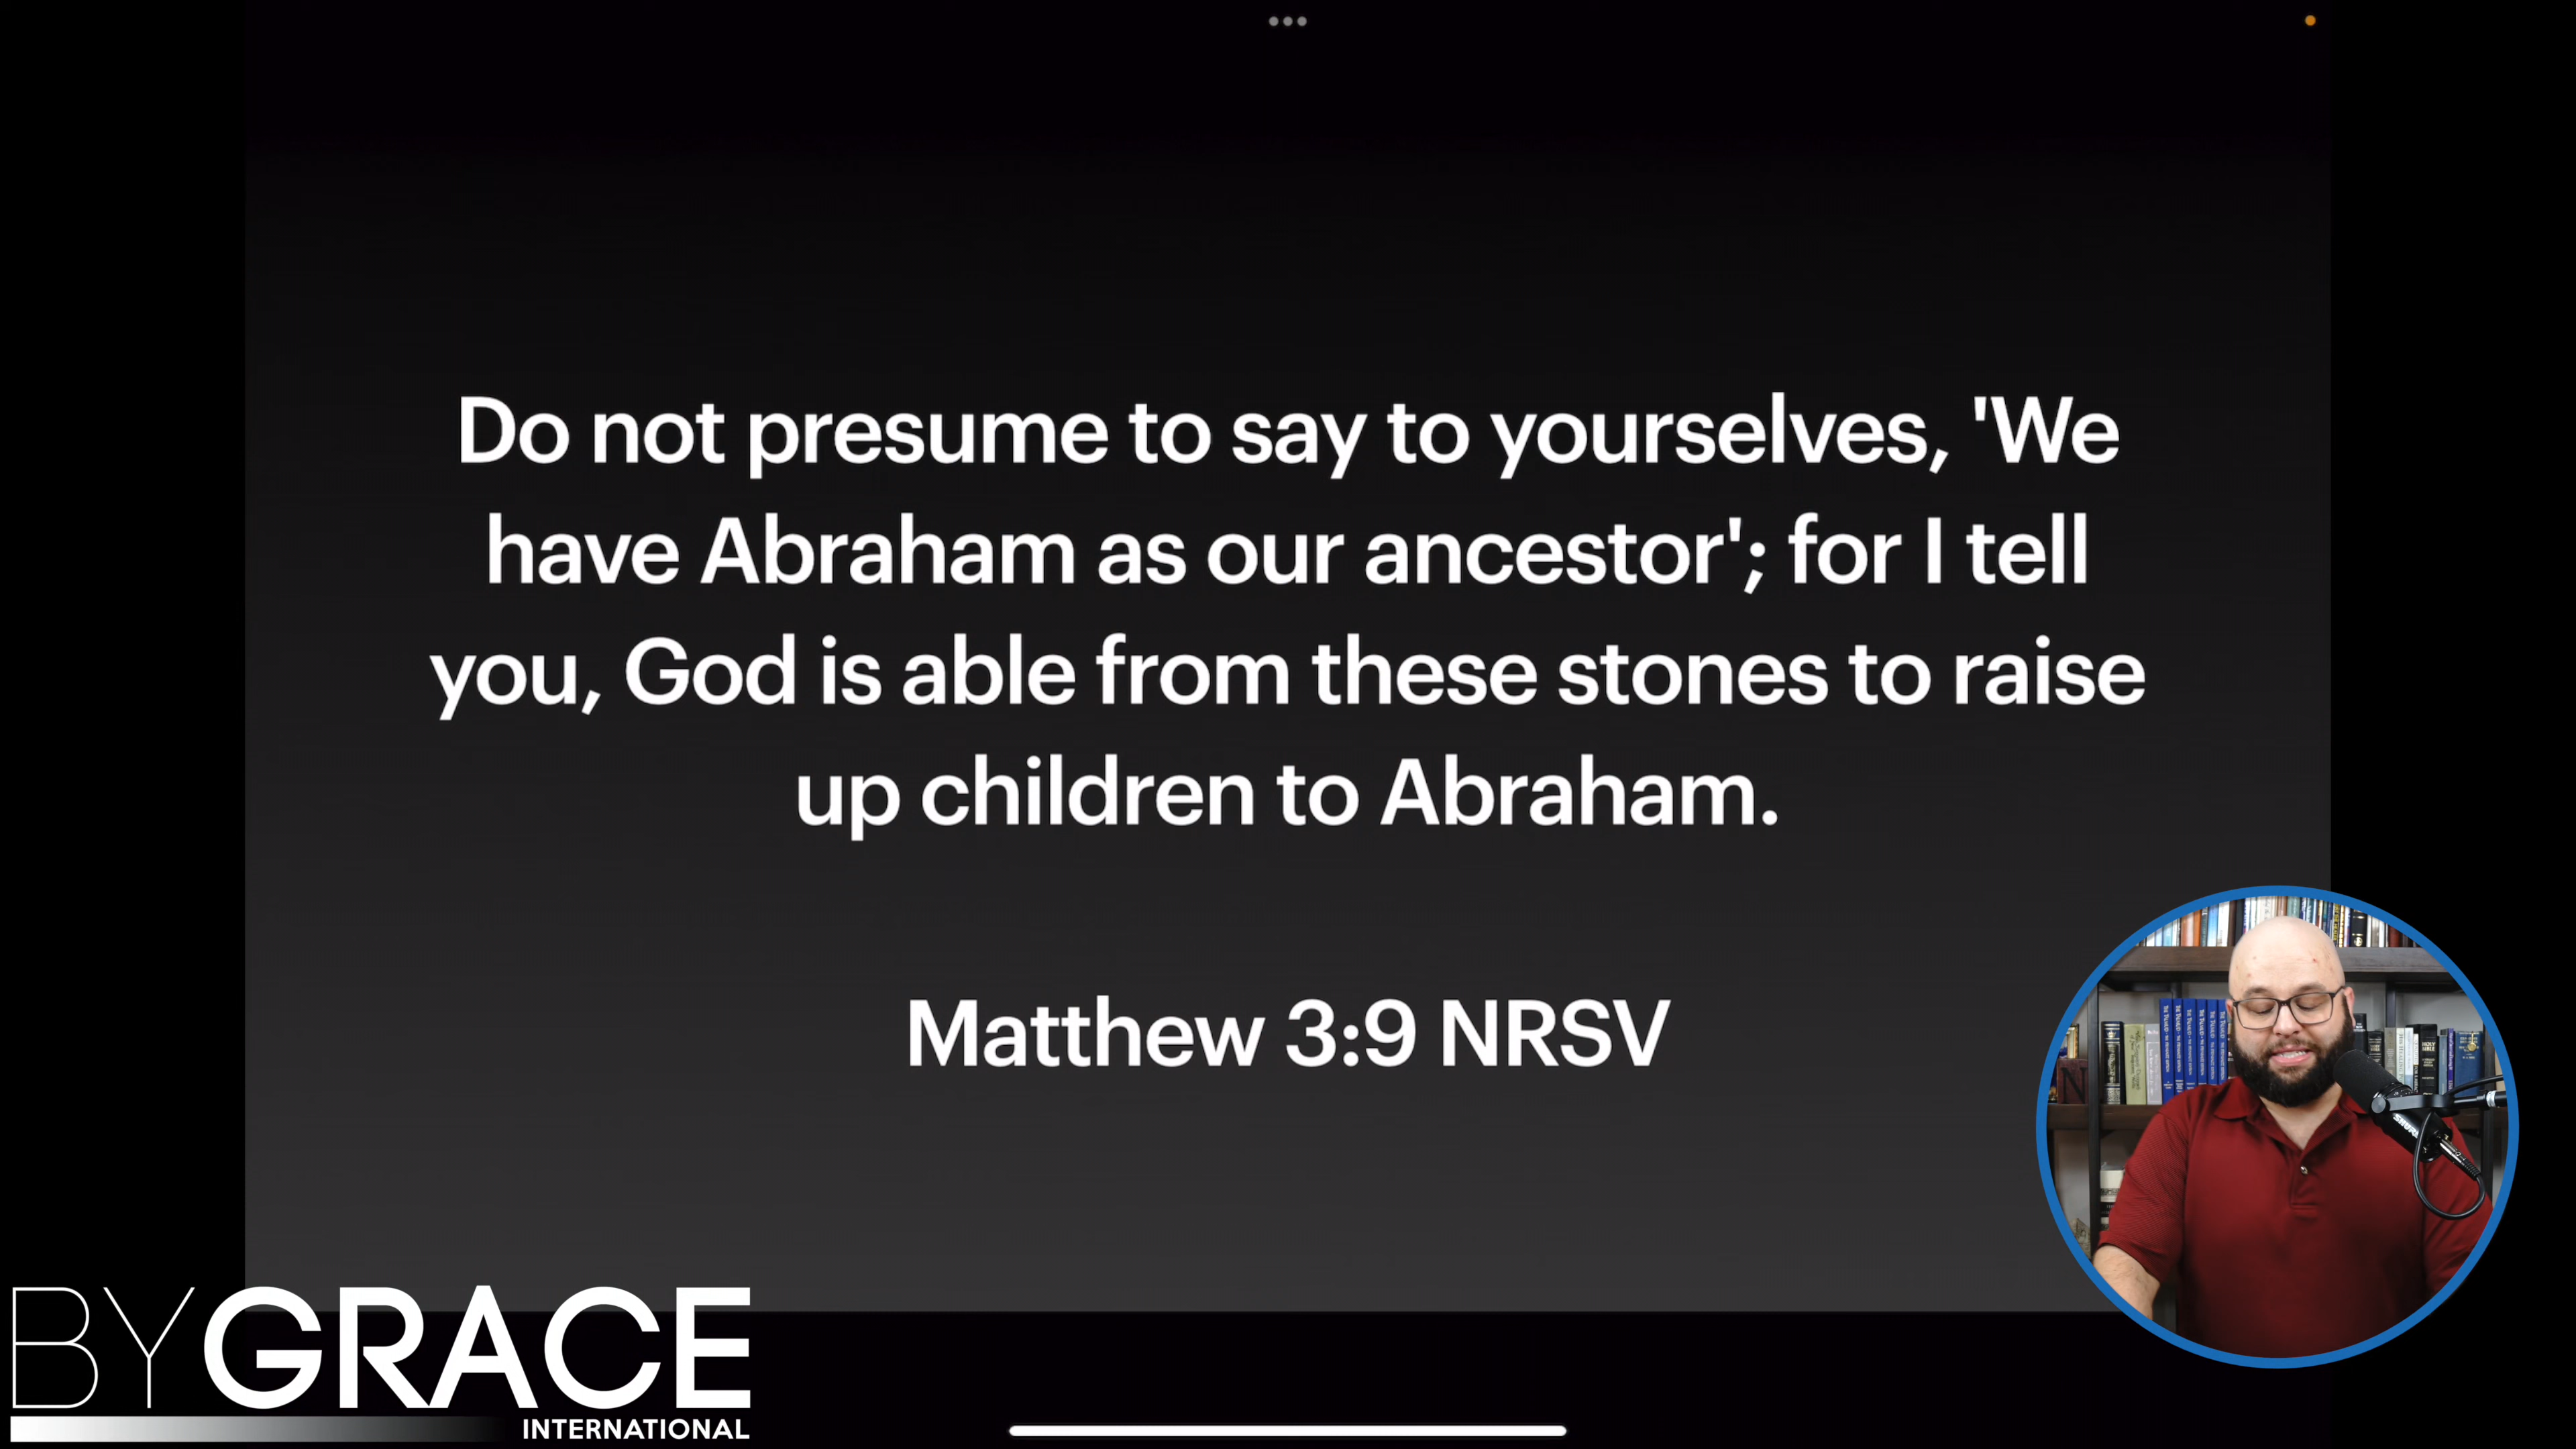 Do not presume to say to yourselves, 'We
have Abraham as our ancestor'; for I tell
you, God is able from these stones to raise
up children to Abraham.
Matthew 3:9 NRSV
BYGRACE
INTERNATIONAL
SHURE